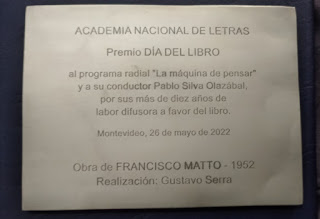 ACADEMIA NACIONAL DE LETRAS
Premio DÍA DEL LIBRO
al programa radial "La máquina de pensar"
y a su conductor Pablo Silva Olazábal,
por sus más de diez años de
labor difusora a favor del libro.
Montevideo, 26 de mayo de 2022
Obra de FRANCISCO MATTO - 1952
Realización: Gustavo Serra